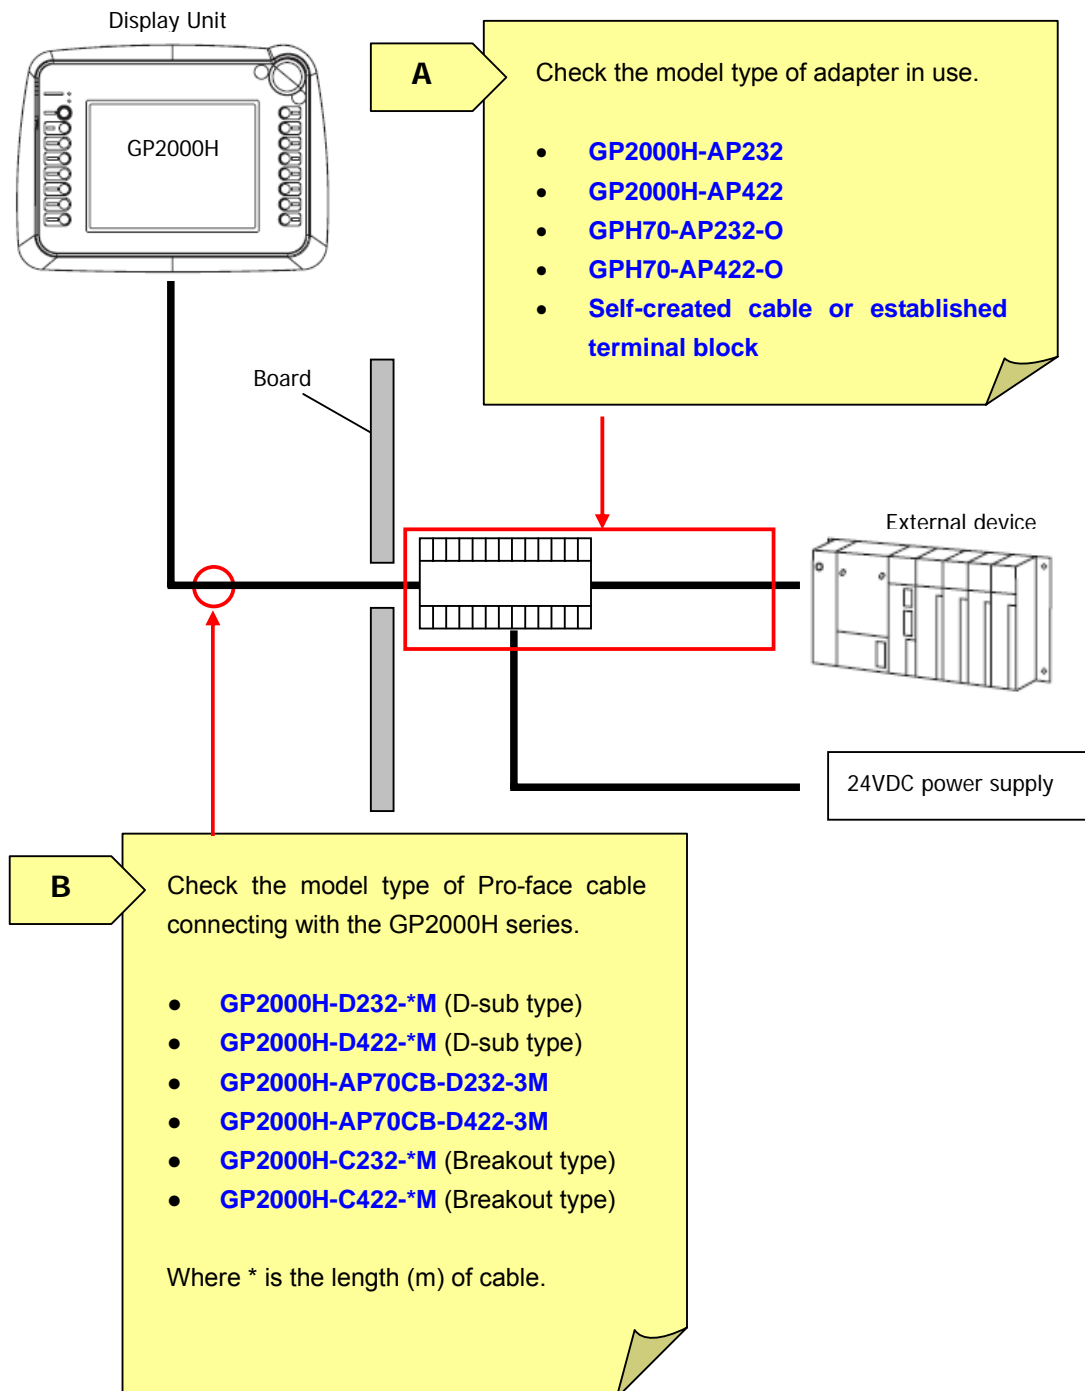 Display Unit
GP2000H
A
Check the model type of adapter in use.
• GP2000H-AP232
• GP2000H-AP422
• GPH70-AP232-O
• GPH70-AP422-O
• Self-created cable or established
terminal block
Board
External device
24VDC power supply
B
Check the model type of Pro-face cable
connecting with the GP2000H series.
● GP2000H-D232-*M (D-sub type)
● GP2000H-D422-*M (D-sub type)
● GP2000H-AP70CB-D232-3M
● GP2000H-AP70CB-D422-3M
● GP2000H-C232-*M (Breakout type)
● GP2000H-C422-*M (Breakout type)
Where * is the length (m) of cable.